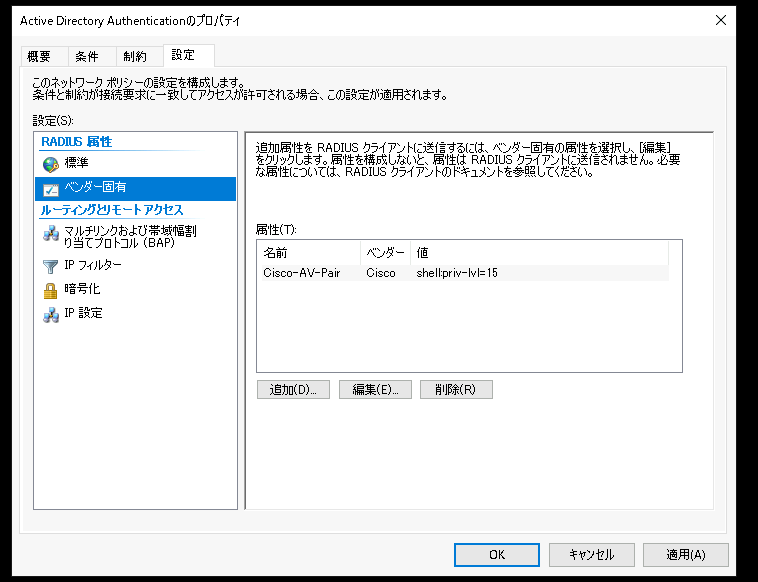 Active Directory Authenticationのプロパティ
概要
条件
制約
設定
このネットワーク ポリシーの設定を構成します。
条件と制約が接続要求に一致してアクセスが許可される場合、この設定が適用されます。
設定(S):
RADIUS 属性
標準
ベンダー固有
ルーティングとリモート アクセス
マルチリンクおよび帯域幅割
り当てプロトコル (BAP)
IP フィルター
暗号化
IP 設定
追加属性を RADIUS クライアントに送信するには、ベンダー固有の属性を選択し、[編集]
をクリックします。属性を構成しないと、属性は RADIUS クライアントに送信されません。必要
な属性については、RADIUS クライアントのドキュメントを参照してください。
属性(T):
名前 ベンダー 値
Cisco-AV-Pair Cisco shell:priv-lvl=15
追加(D)... 編集(E)... 削除(R)
OK キャンセル 適用(A)